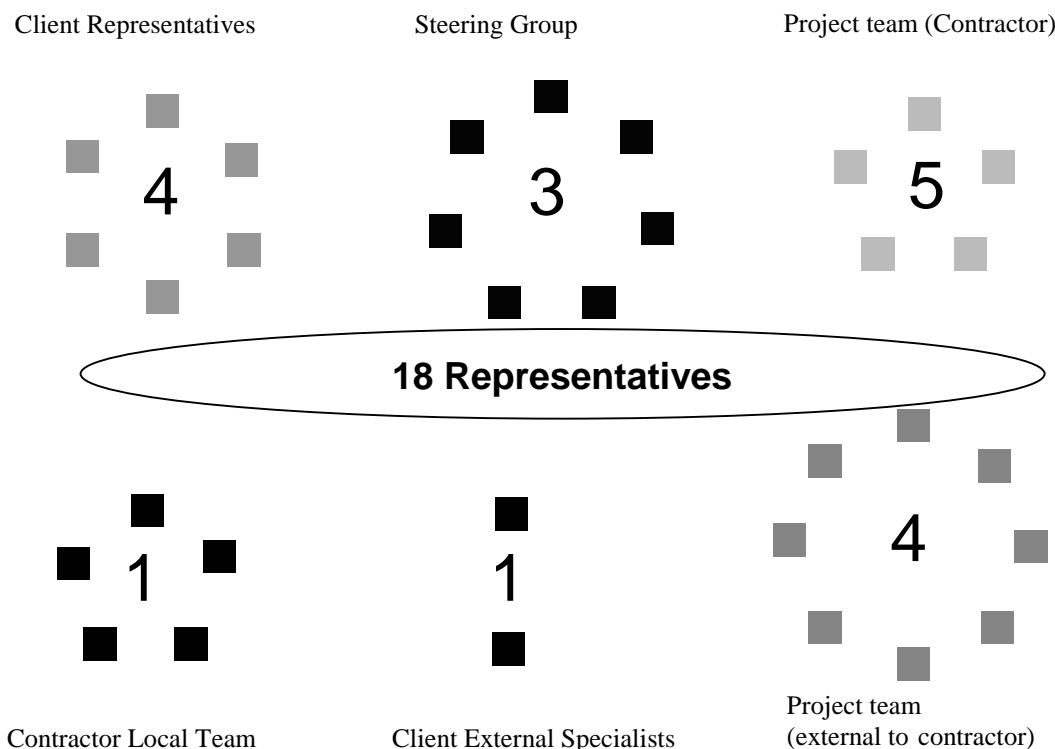 Client Representatives
Steering Group
Project team (Contractor)
4
3
5
18 Representatives
1
1
4
Contractor Local Team
Client External Specialists
Project team
(external to contractor)